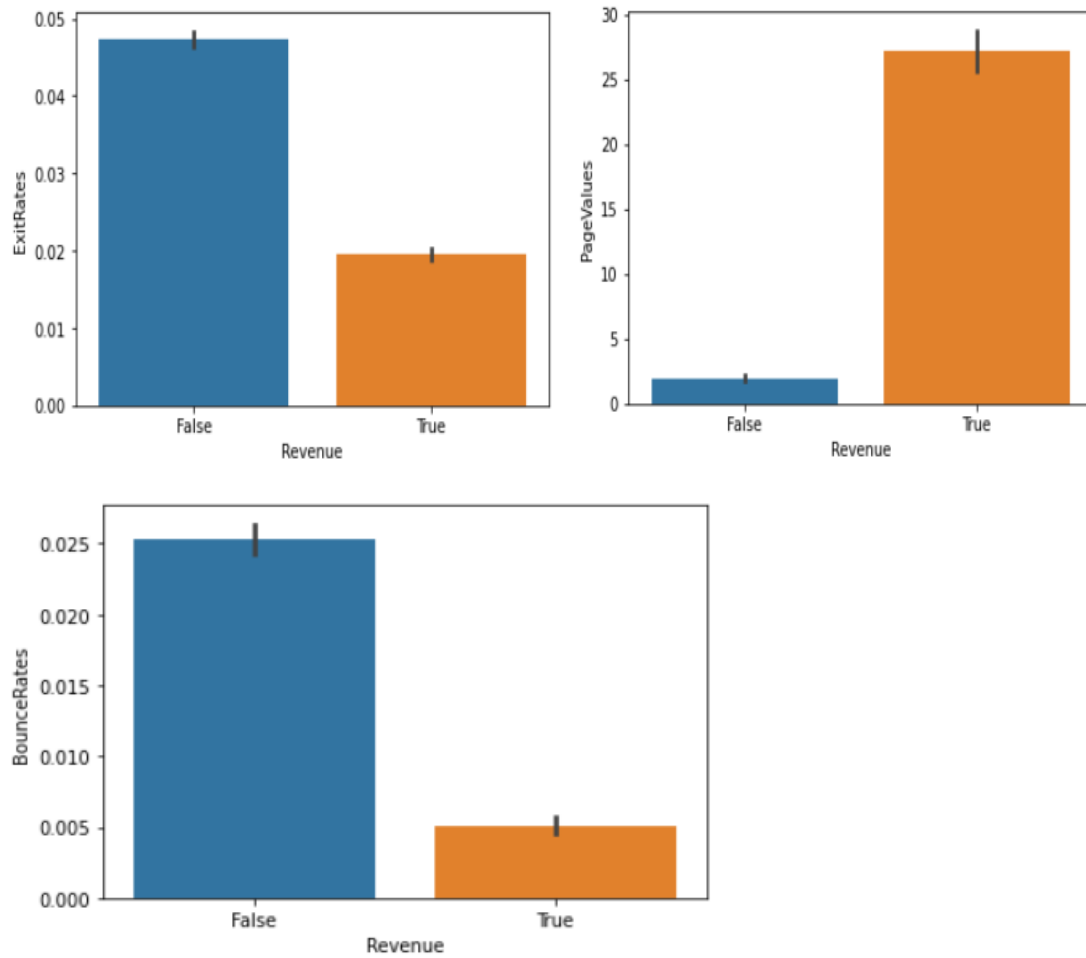 ExitRates
0.05
0.04
0.03
0.02
0.01
0.00
False True
Revenue
PageValues
30
25
20
15
10
5
0
False True
Revenue
BounceRates
0.025
0.020
0.015
0.010
0.005
0.000
False True
Revenue